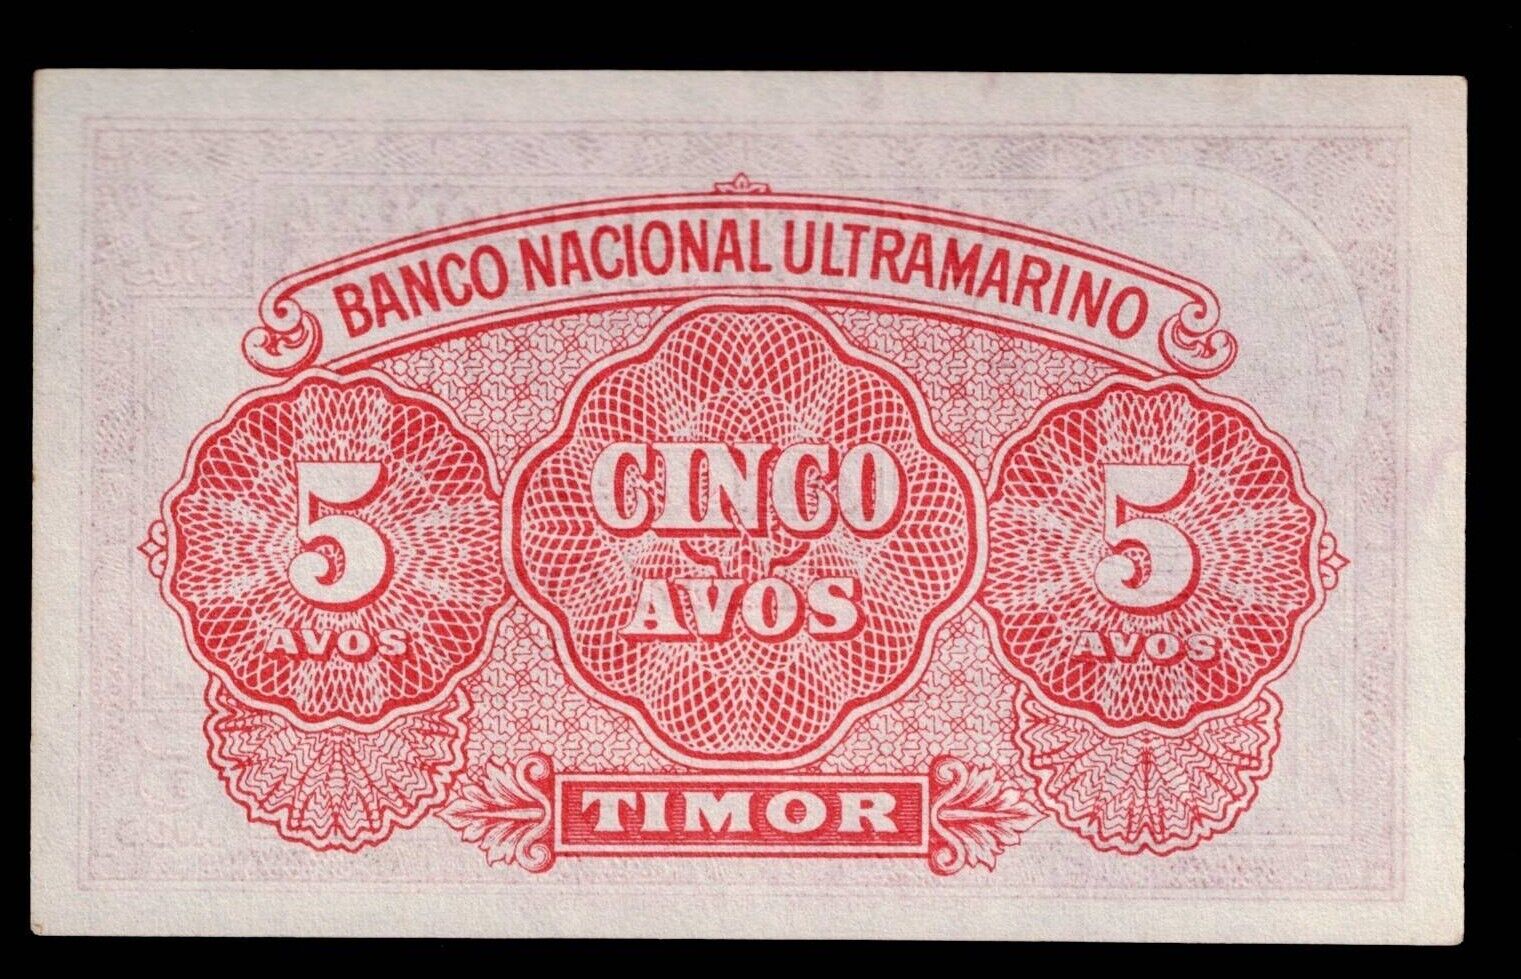 BANCO NACIONAL ULTRAMARINO
5
AVOS
CINCO
AVOS
5
AVOS
TIMOR